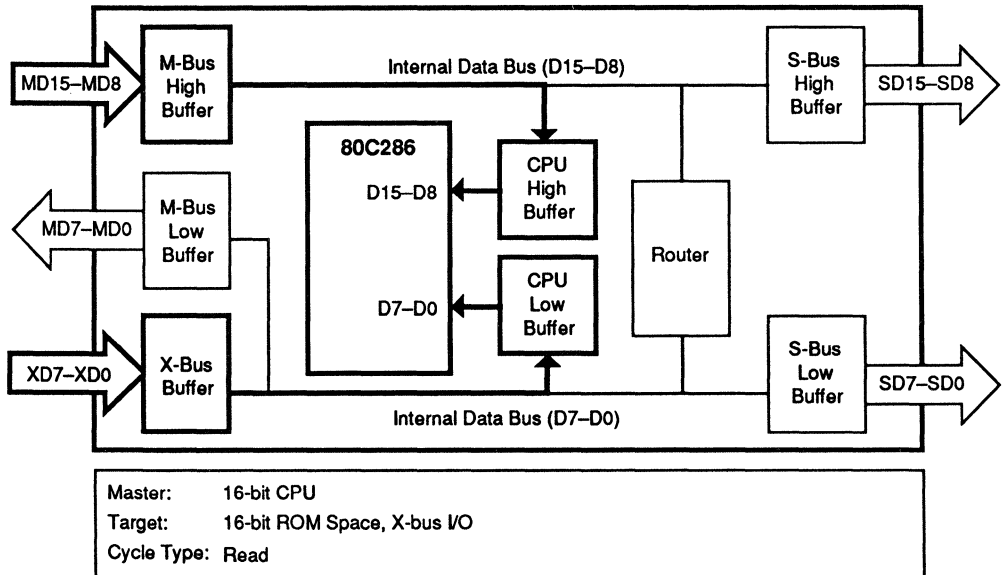 MD15–MD8
M-Bus
High
Buffer
Internal Data Bus (D15–D8)
S-Bus
High
Buffer
SD15–SD8
80C286
D15–D8
CPU
High
Buffer
MD7–MD0
M-Bus
Low
Buffer
Router
D7–D0
CPU
Low
Buffer
XD7–XD0
X-Bus
Buffer
S-Bus
Low
Buffer
SD7–SD0
Internal Data Bus (D7–D0)
Master: 16-bit CPU
Target: 16-bit ROM Space, X-bus I/O
Cycle Type: Read